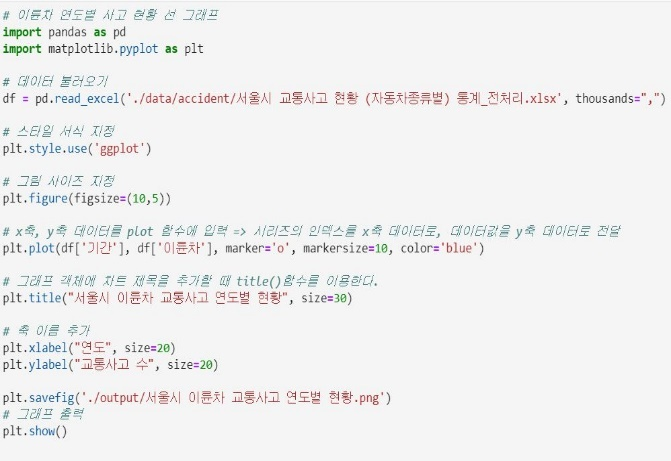 # 이륜차 연도별 사고 현황 선 그래프
import pandas as pd
import matplotlib.pyplot as plt
# 데이터 불러오기
df = pd.read_excel('./data/accident/서울시 교통사고 현황 (자동차종류별) 통계_전처리.xlsx', thousands=",")
# 스타일 서식 지정
plt.style.use('ggplot')
# 그림 사이즈 지정
plt.figure(figsize=(10,5))
# x축, y축 데이터를 plot 함수에 입력 => 시리즈의 인덱스를 x축 데이터로, 데이터값을 y축 데이터로 전달
plt.plot(df['기간'], df['이륜차'], marker='o', markersize=10, color='blue')
# 그래프 객체에 차트 제목을 추가할 때 title()함수를 이용한다.
plt.title("서울시 이륜차 교통사고 연도별 현황", size=30)
# 축 이름 추가
plt.xlabel("연도", size=20)
plt.ylabel("교통사고 수", size=20)
plt.savefig('./output/서울시 이륜차 교통사고 연도별 현황.png')
# 그래프 출력
plt.show()